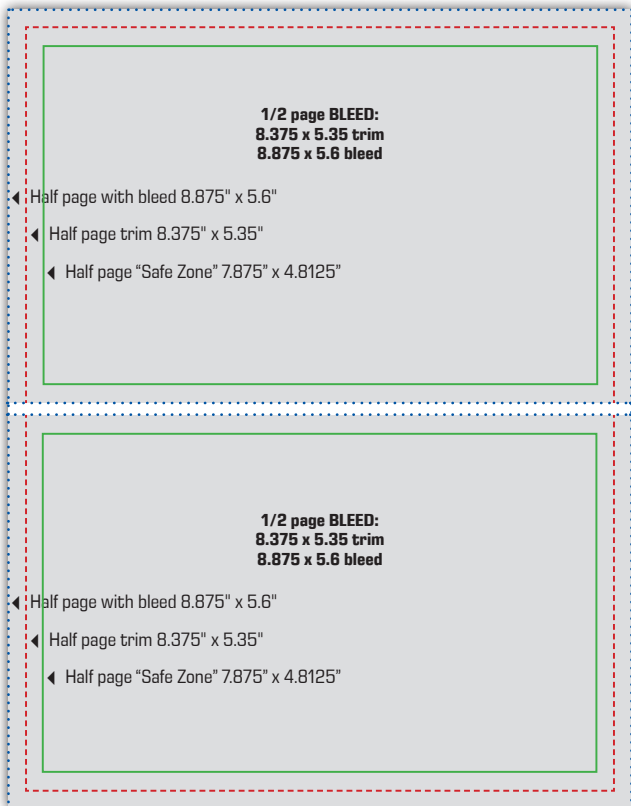 1/2 page BLEED:
8.375 x 5.35 trim
8.875 x 5.6 bleed
Half page with bleed 8.875" x 5.6"
Half page trim 8.375" x 5.35"
Half page “Safe Zone” 7.875” x 4.8125”
1/2 page BLEED:
8.375 x 5.35 trim
8.875 x 5.6 bleed
Half page with bleed 8.875" x 5.6"
Half page trim 8.375" x 5.35"
Half page “Safe Zone” 7.875” x 4.8125”